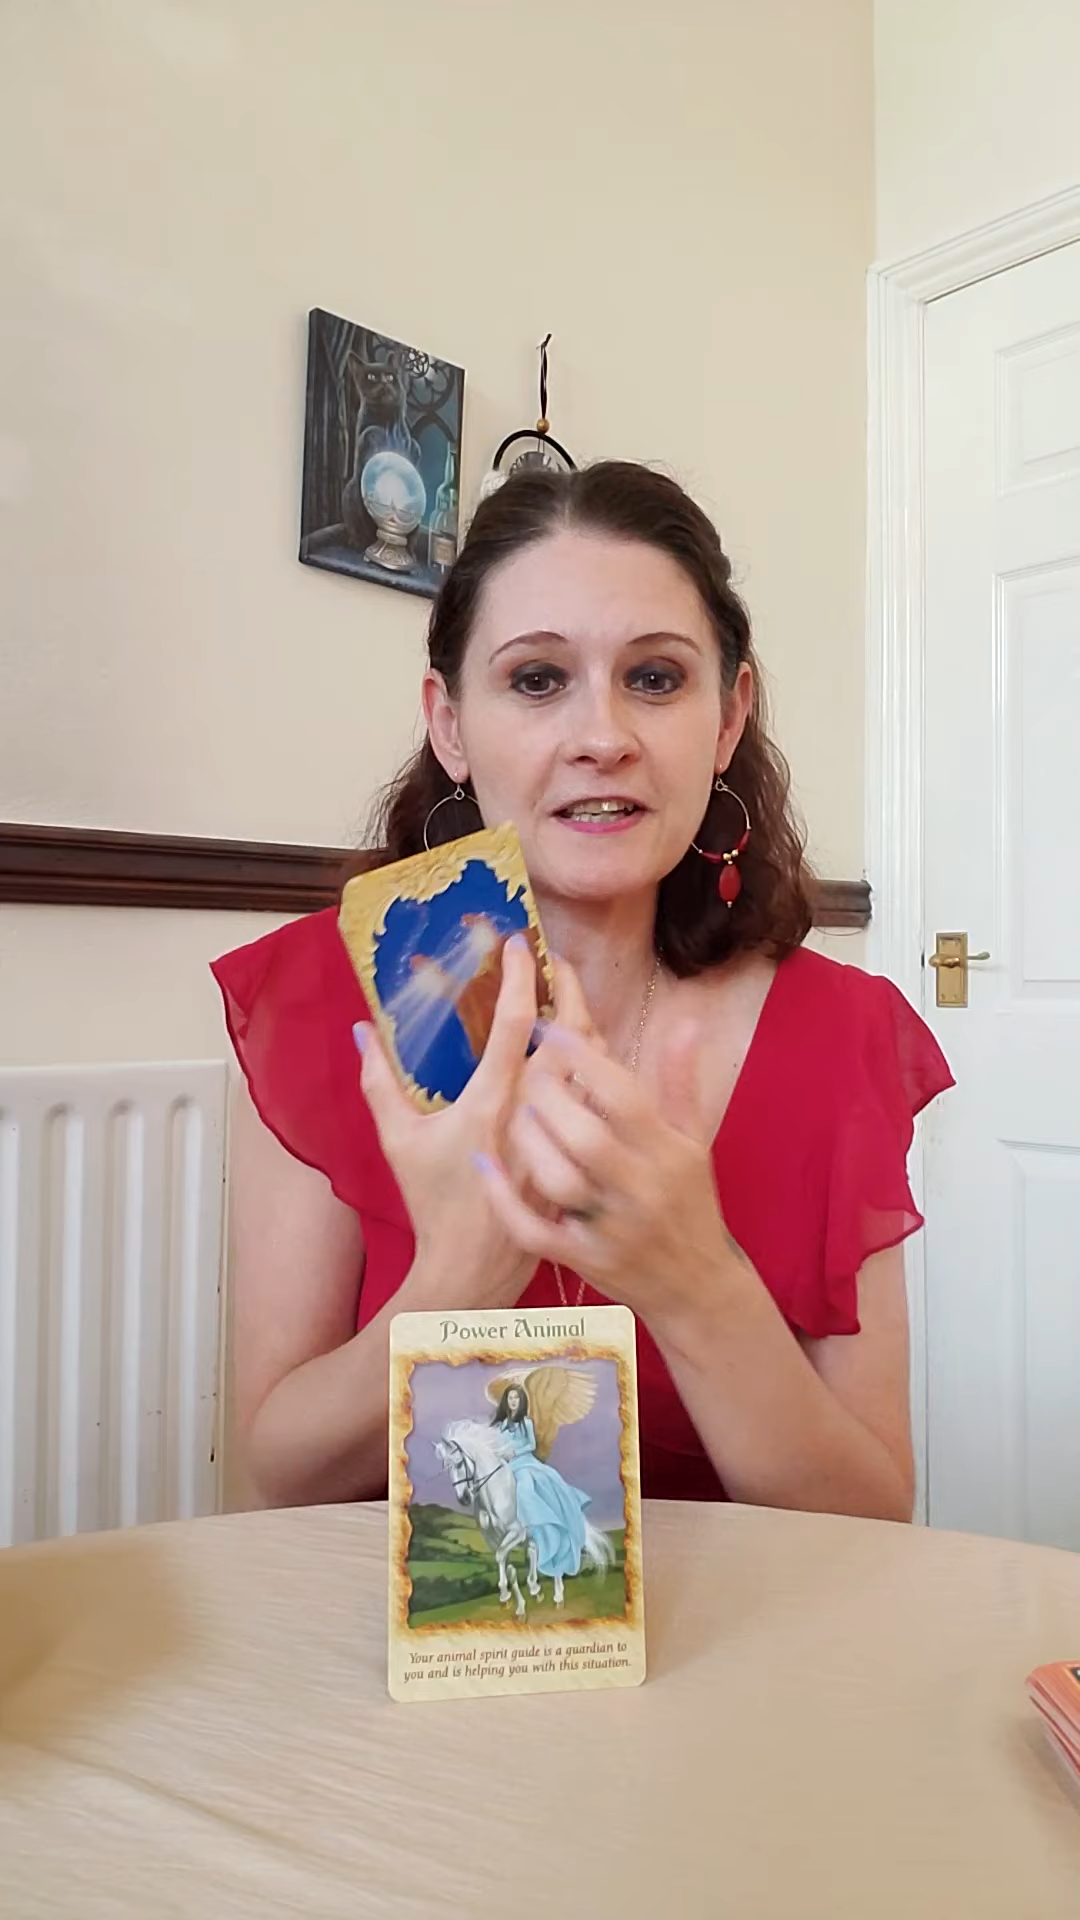 Power Animal
Your animal spirit guide is a guardian to
you and is helping you with this situation.